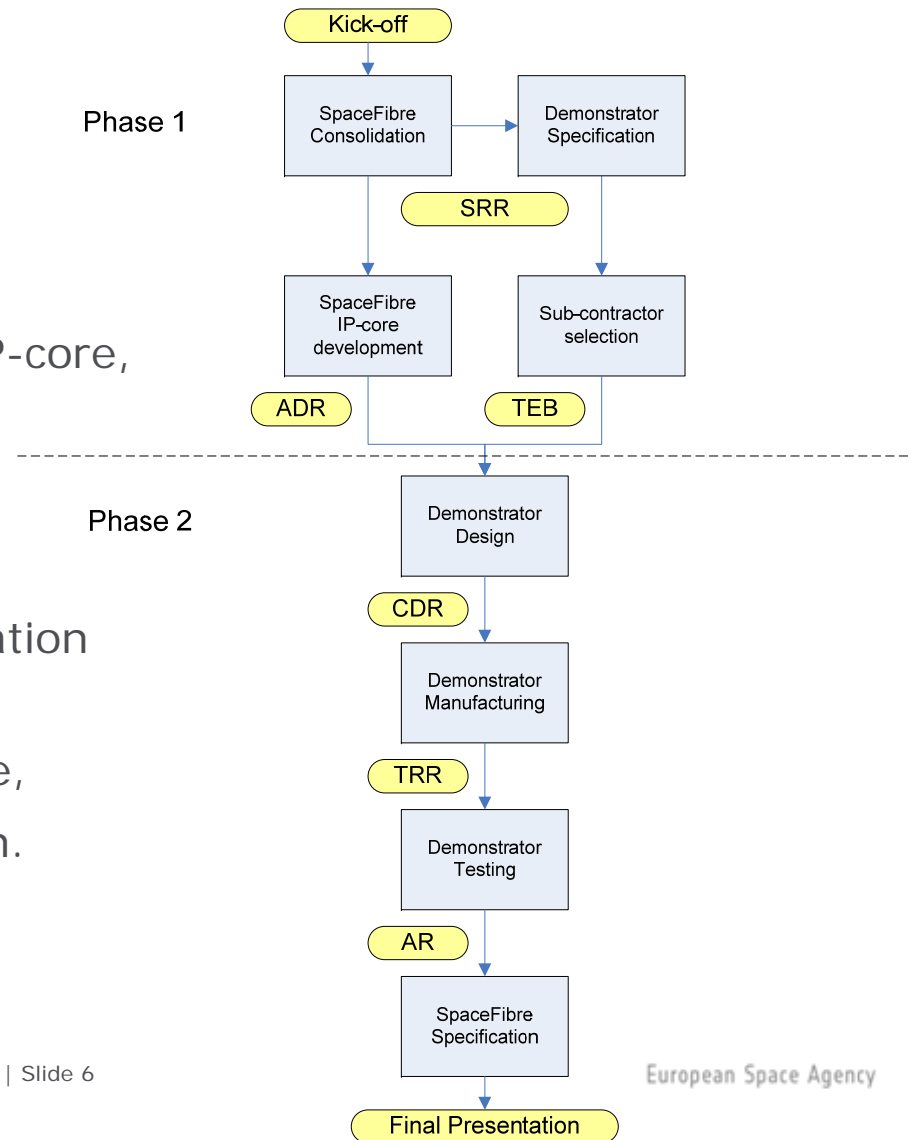 Kick-off
Phase 1
SpaceFibre
Consolidation
Demonstrator
Specification
SRR
SpaceFibre
IP-core
development
Sub-contractor
selection
P-core,
ADR
TEB
Phase 2
Demonstrator
Design
CDR
ation
Demonstrator
Manufacturing
e,
TRR
n.
Demonstrator
Testing
AR
SpaceFibre
Specification
| Slide 6
European Space Agency
Final Presentation